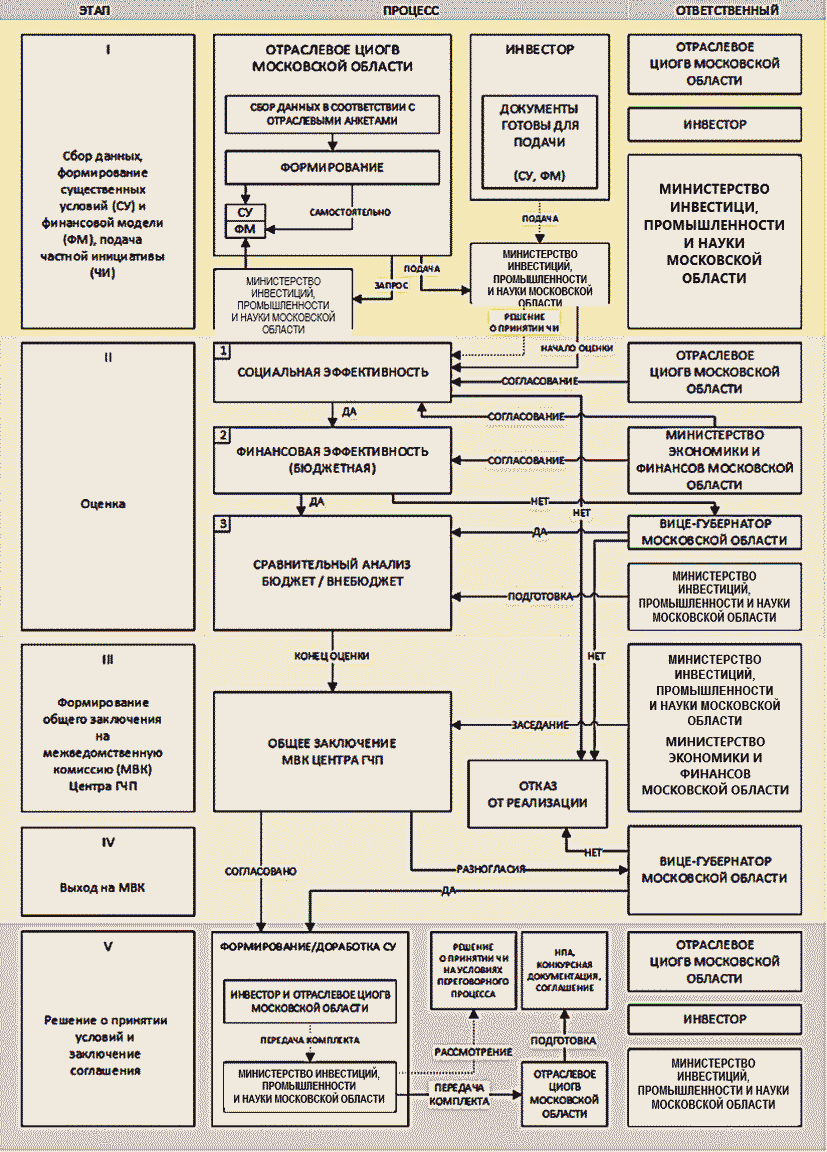 ЭТАП
ПРОЦЕСС
ОТВЕТСТВЕННЫЙ
I
Сбор данных,
формирование
существенных
условий (СУ) и
финансовой модели
(ФМ), подача
частной инициативы
(ЧИ)
ОТРАСЛЕВОЕ ЦИОГВ
МОСКОВСКОЙ ОБЛАСТИ
СБОР ДАННЫХ В СООТВЕТСТВИИ С
ОТРАСЛЕВЫМИ АНКЕТАМИ
ФОРМИРОВАНИЕ
СУ
ФМ
САМОСТОЯТЕЛЬНО
МИНИСТЕРСТВО
ИНВЕСТИЦИЙ,
ПРОМЫШЛЕННОСТИ
И НАУКИ МОСКОВСКОЙ
ОБЛАСТИ
ЗАПРОС
ПОДАЧА
ИНВЕСТОР
ДОКУМЕНТЫ
ГОТОВЫ ДЛЯ
ПОДАЧИ
(СУ, ФМ)
ПОДАЧА
МИНИСТЕРСТВО
ИНВЕСТИЦИЙ,
ПРОМЫШЛЕННОСТИ
И НАУКИ МОСКОВСКОЙ
ОБЛАСТИ
РЕШЕНИЕ
О ПРИНЯТИИ ЧИ
НАЧАЛО ОЦЕНКИ
ОТРАСЛЕВОЕ
ЦИОГВ МОСКОВСКОЙ
ОБЛАСТИ
ИНВЕСТОР
МИНИСТЕРСТВО
ИНВЕСТИЦИ,
ПРОМЫШЛЕННОСТИ
И НАУКИ
МОСКОВСКОЙ
ОБЛАСТИ
II
Оценка
1
СОЦИАЛЬНАЯ ЭФФЕКТИВНОСТЬ
СОГЛАСОВАНИЕ
ОТРАСЛЕВОЕ
ЦИОГВ МОСКОВСКОЙ
ОБЛАСТИ
ДА
СОГЛАСОВАНИЕ
2
ФИНАНСОВАЯ ЭФФЕКТИВНОСТЬ
(БЮДЖЕТНАЯ)
СОГЛАСОВАНИЕ
МИНИСТЕРСТВО
ЭКОНОМИКИ И
ФИНАНСОВ МОСКОВСКОЙ
ОБЛАСТИ
ДА
НЕТ
НЕТ
3
СРАВНИТЕЛЬНЫЙ АНАЛИЗ
БЮДЖЕТ / ВНЕБЮДЖЕТ
ДА
ВИЦЕ-ГУБЕРНАТОР
МОСКОВСКОЙ ОБЛАСТИ
ПОДГОТОВКА
МИНИСТЕРСТВО
ИНВЕСТИЦИЙ,
ПРОМЫШЛЕННОСТИ И НАУКИ
МОСКОВСКОЙ ОБЛАСТИ
КОНЕЦ ОЦЕНКИ
НЕТ
III
Формирование
общего заключения
на
межведомственную
комиссию (МВК)
Центра ГЧП
ОБЩЕЕ ЗАКЛЮЧЕНИЕ
МВК ЦЕНТРА ГЧП
ЗАСЕДАНИЕ
МИНИСТЕРСТВО
ИНВЕСТИЦИЙ,
ПРОМЫШЛЕННОСТИ
И НАУКИ МОСКОВСКОЙ
ОБЛАСТИ
МИНИСТЕРСТВО
ЭКОНОМИКИ И
ФИНАНСОВ
МОСКОВСКОЙ ОБЛАСТИ
ОТКАЗ
ОТ РЕАЛИЗАЦИИ
IV
Выход на МВК
СОГЛАСОВАНО
РАЗНОГЛАСИЯ
НЕТ
ДА
ВИЦЕ-ГУБЕРНАТОР
МОСКОВСКОЙ ОБЛАСТИ
V
Решение о принятии
условий и
заключение
соглашения
ФОРМИРОВАНИЕ/ДОРАБОТКА СУ
ИНВЕСТОР И ОТРАСЛЕВОЕ ЦИОГВ
МОСКОВСКОЙ ОБЛАСТИ
ПЕРЕДАЧА КОМПЛЕКТА
МИНИСТЕРСТВО ИНВЕСТИЦИЙ,
ПРОМЫШЛЕННОСТИ
И НАУКИ МОСКОВСКОЙ ОБЛАСТИ
РЕШЕНИЕ
О ПРИНЯТИИ ЧИ
НА УСЛОВИЯХ
ПЕРЕГОВОРНОГО
ПРОЦЕССА
РАССМОТРЕНИЕ
ПЕРЕДАЧА
КОМПЛЕКТА
НПА,
КОНКУРСНАЯ
ДОКУМЕНТАЦИЯ,
СОГЛАШЕНИЕ
ПОДГОТОВКА
ОТРАСЛЕВОЕ
ЦИОГВ
МОСКОВСКОЙ
ОБЛАСТИ
ОТРАСЛЕВОЕ
ЦИОГВ МОСКОВСКОЙ
ОБЛАСТИ
ИНВЕСТОР
МИНИСТЕРСТВО
ИНВЕСТИЦИЙ,
ПРОМЫШЛЕННОСТИ И НАУКИ
МОСКОВСКОЙ ОБЛАСТИ